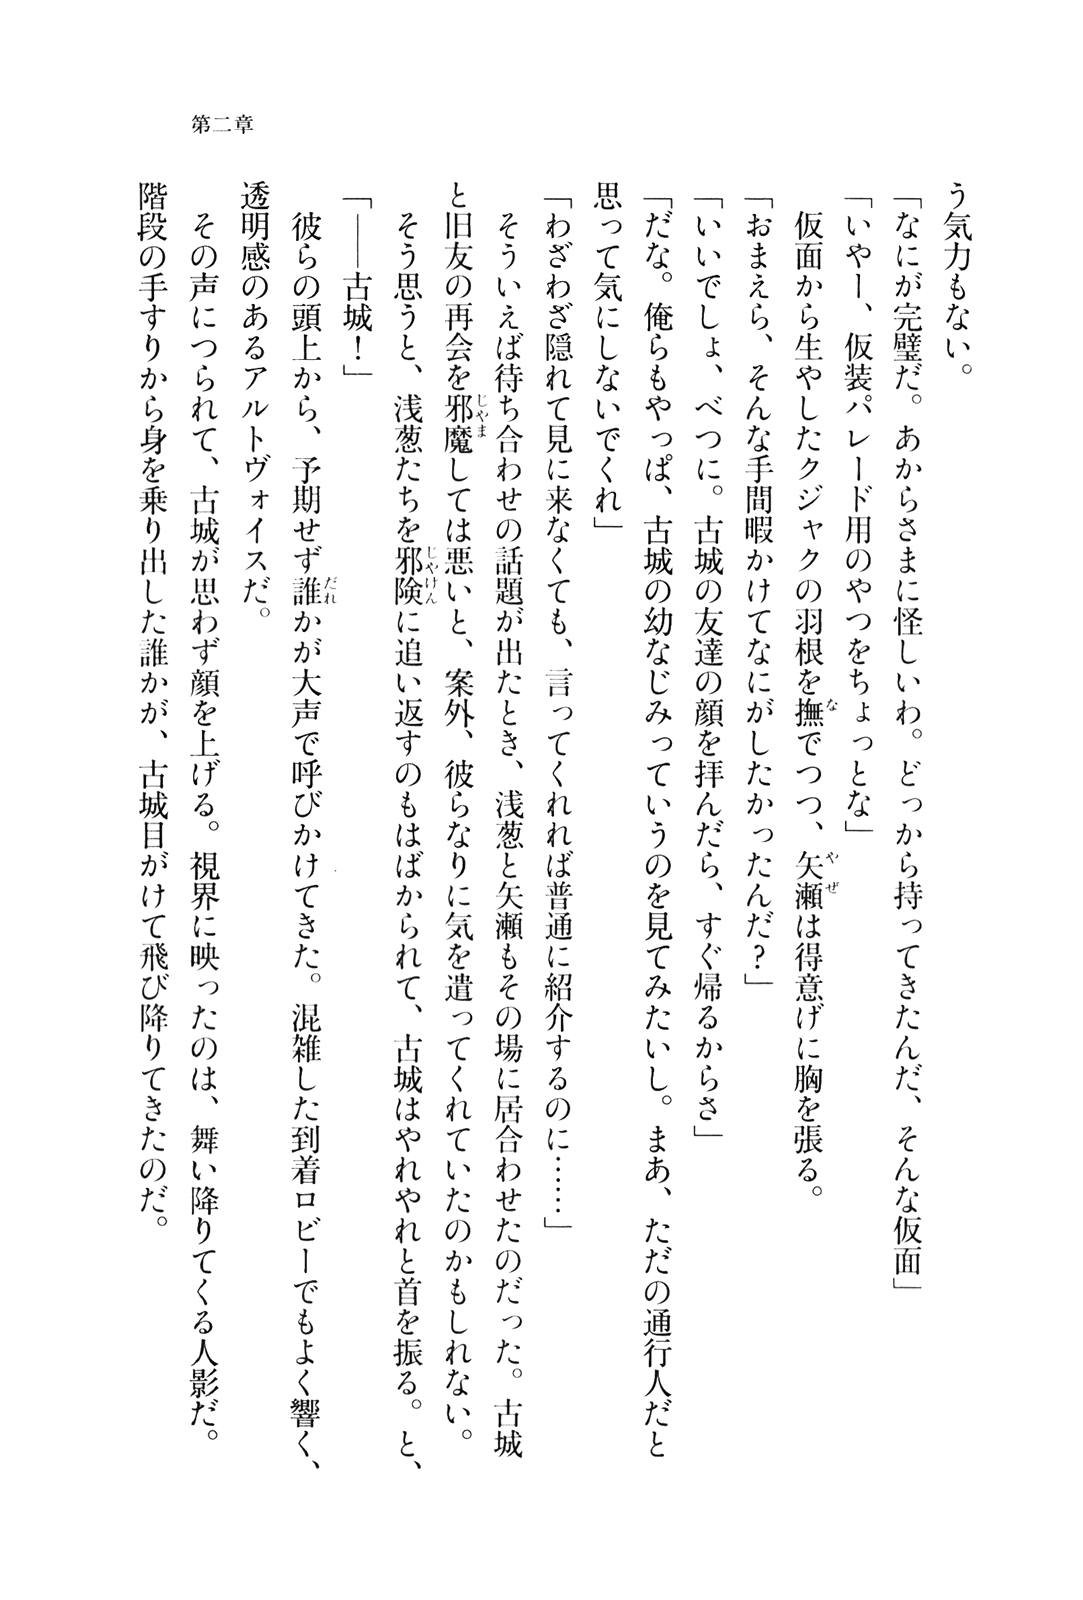 第二章
う気力もない。
「なにが完璧だ。あからさまに怪しいわ。どっから持ってきたんだ、そんな仮面」
「いやー、仮装パレード用のやつをちょっとな」
仮面から生やしたクジャクの羽根を撫でつつ、矢瀬は得意げに胸を張る。
「おまえら、そんな手間暇かけてなにがしたかったんだ?」
「いいでしょ、べつに。古城の友達の顔を拝んだら、すぐ帰るからさ」
「だな。俺らもやっぱ、古城の幼なじみっていうのを見てみたいし。まあ、ただの通行人だと
思って気にしないでくれ」
「わざわざ隠れて見に来なくても、言ってくれれば普通に紹介するのに……」
そういえば待ち合わせの話題が出たとき、浅葱と矢瀬もその場に居合わせたのだった。古城
と旧友の再会を邪魔しては悪いと、案外、彼らなりに気を遣ってくれていたのかもしれない。
そう思うと、浅葱たちを邪険に追い返すのもはばかられて、古城はやれやれと首を振る。と、
「――古城!」
彼らの頭上から、予期せず誰かが大声で呼びかけてきた。混雑した到着ロビーでもよく響く、
透明感のあるアルトヴォイスだ。
その声につられて、古城が思わず顔を上げる。視界に映ったのは、舞い降りてくる人影だ。
階段の手すりから身を乗り出した誰かが、古城目がけて飛び降りてきたのだ。